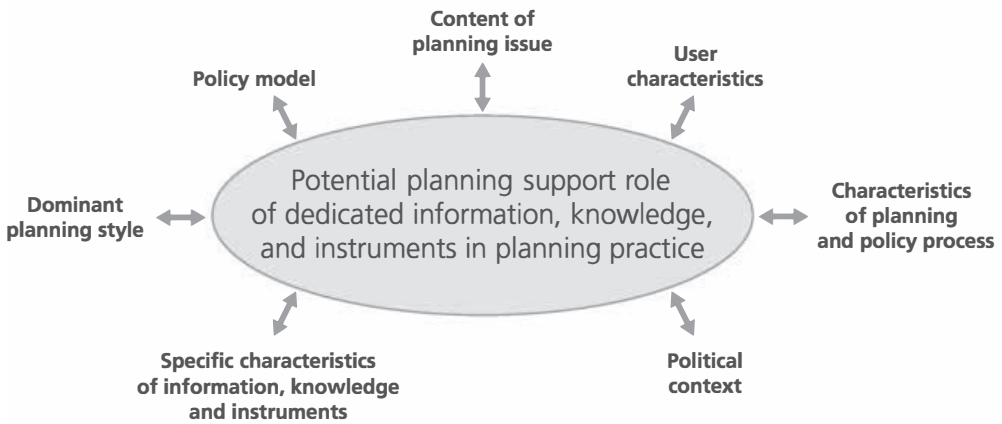 Content of
planning issue
User
characteristics
Policy model
Potential planning support role
of dedicated information, knowledge,
and instruments in planning practice
Dominant
planning style
Characteristics
of planning
and policy process
Specific characteristics
of information, knowledge
and instruments
Political
context